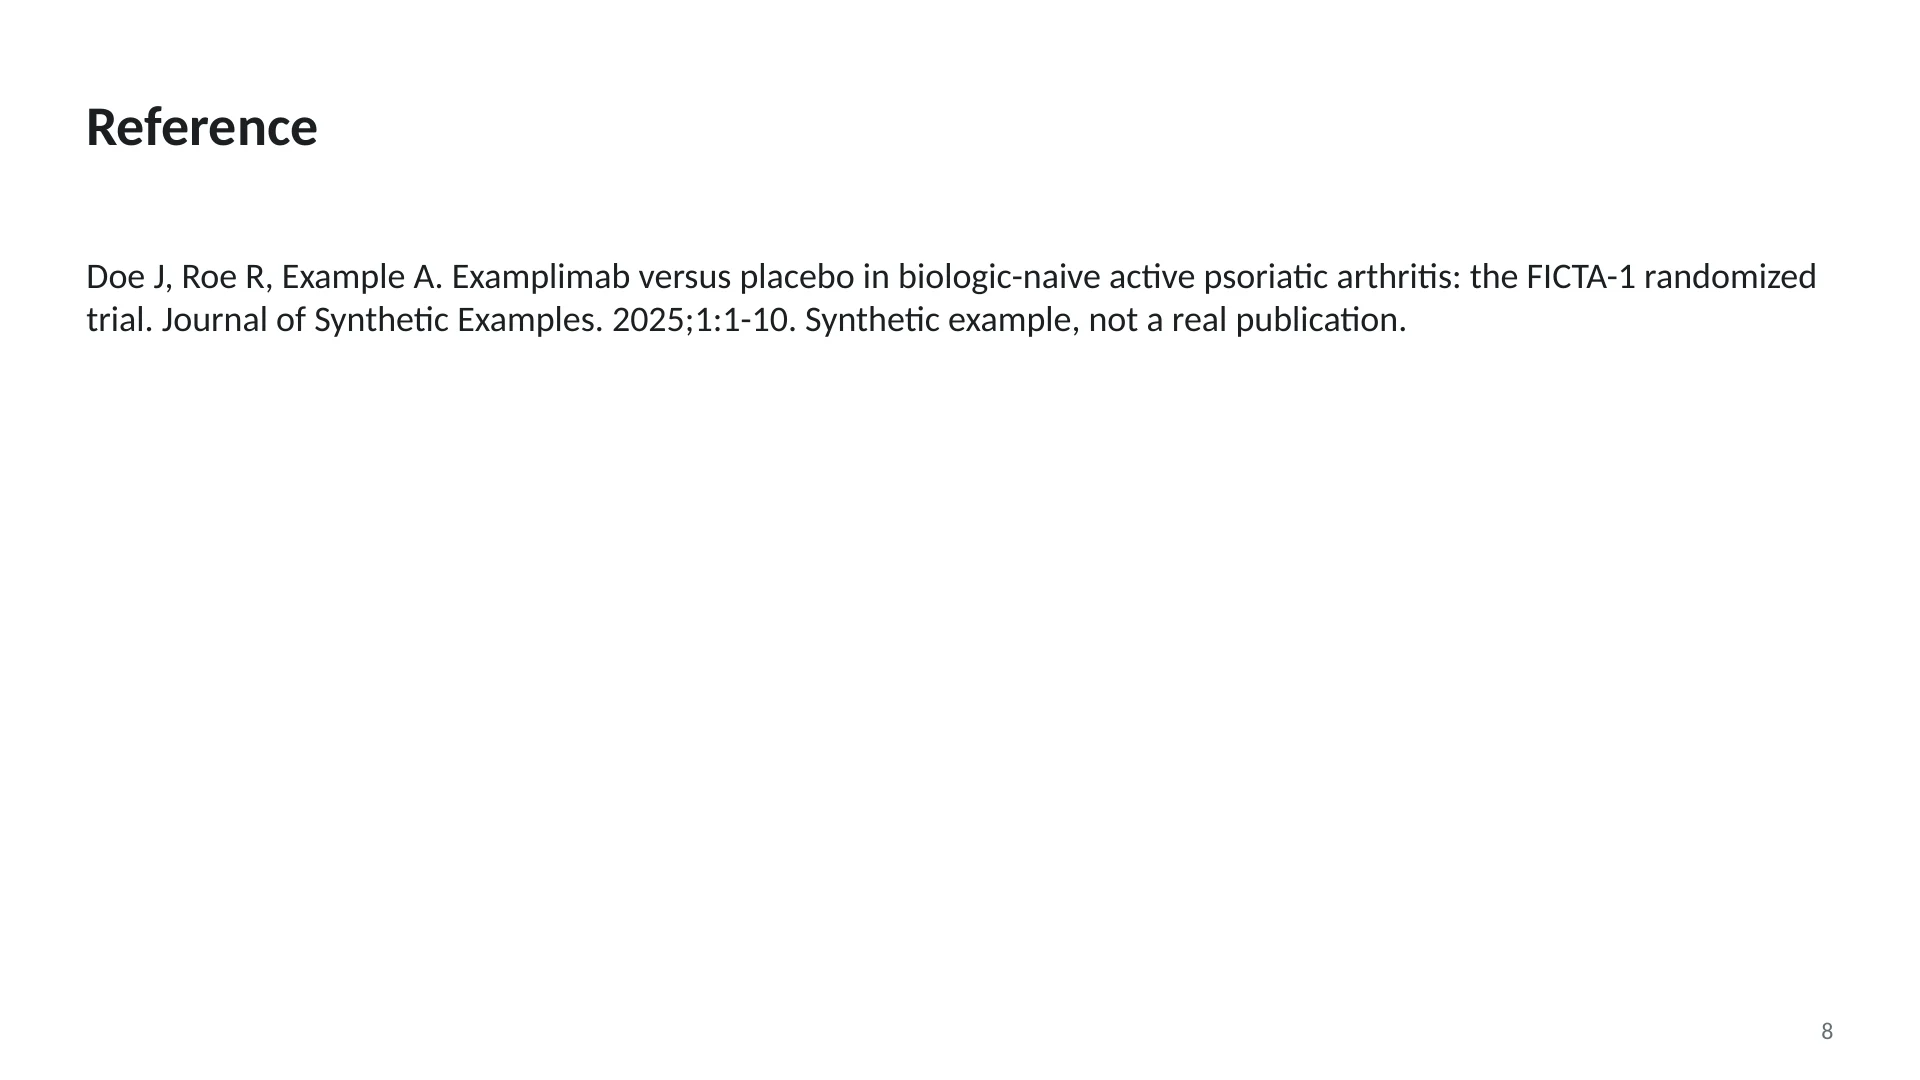 Reference
Doe J, Roe R, Example A. Examplimab versus placebo in biologic-naive active psoriatic arthritis: the FICTA-1 randomized
trial. Journal of Synthetic Examples. 2025;1:1-10. Synthetic example, not a real publication.
8